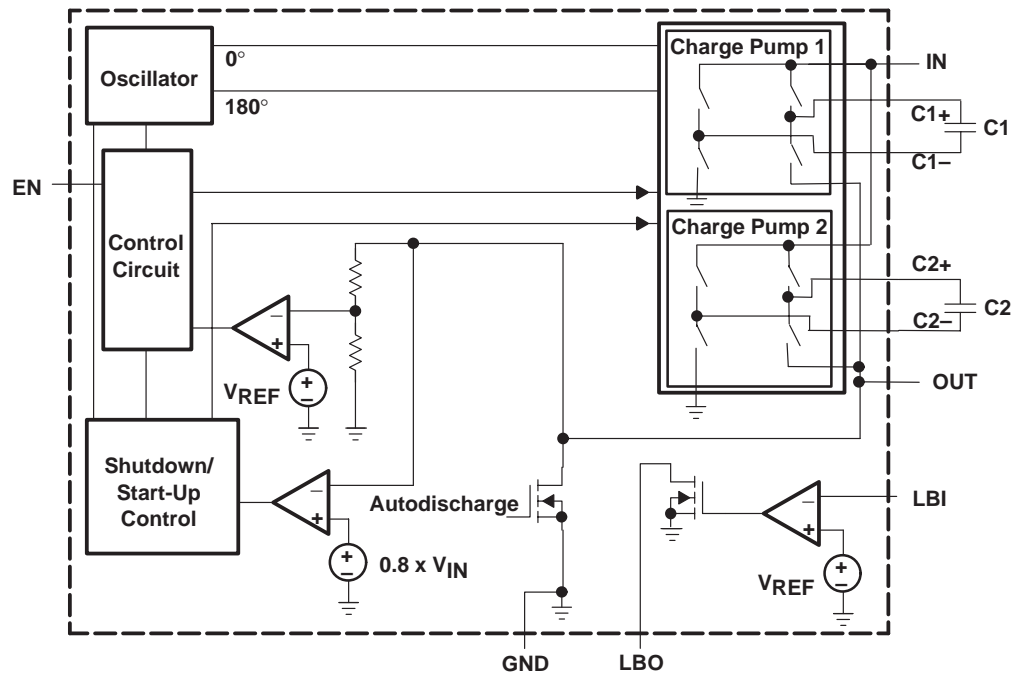 Oscillator
0°
180°
Charge Pump 1
IN
C1+
C1
C1–
EN
Control
Circuit
Charge Pump 2
C2+
C2
C2–
–
+
VREF
+
–
OUT
Shutdown/
Start-Up
Control
–
+
0.8 x VIN
+
–
Autodischarge
–
+
LBI
VREF
+
–
GND
LBO